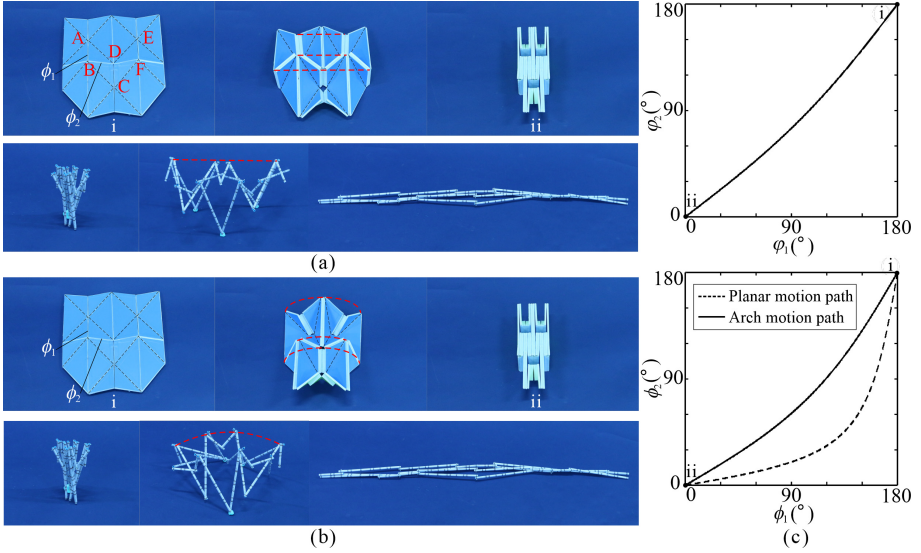 A
E
D
ϕ₁
B
F
C
ϕ₂
i
ii
(a)
ϕ₁
ϕ₂
i
ii
(b)
180
i
φ₂(°)
90
ii
0
0
90
180
φ₁(°)
180
i
Planar motion path
Arch motion path
ϕ₂(°)
90
ii
0
0
90
180
ϕ₁(°)
(c)